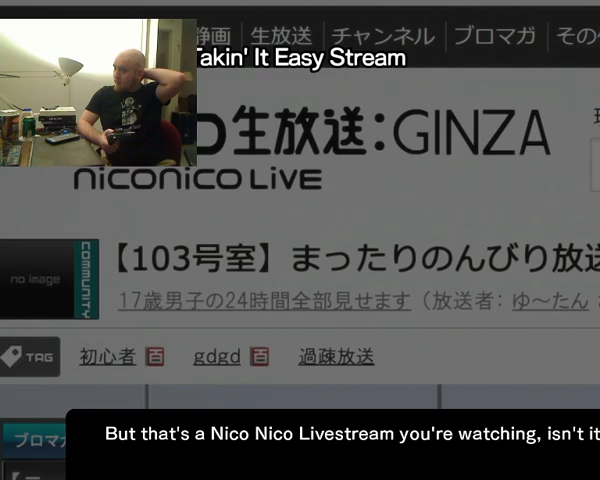 静画 生放送 チャンネル ブロマガ その
Takin' It Easy Stream
生放送:GINZA
niconico LiVE
no image
COMMUNITY
【103号室】まったりのんびり放送
17歳男子の24時間全部見せます（放送者: ゆ〜たん
TAG 初心者 百 gdgd 百 過疎放送
ブロマガ
But that's a Nico Nico Livestream you're watching, isn't it